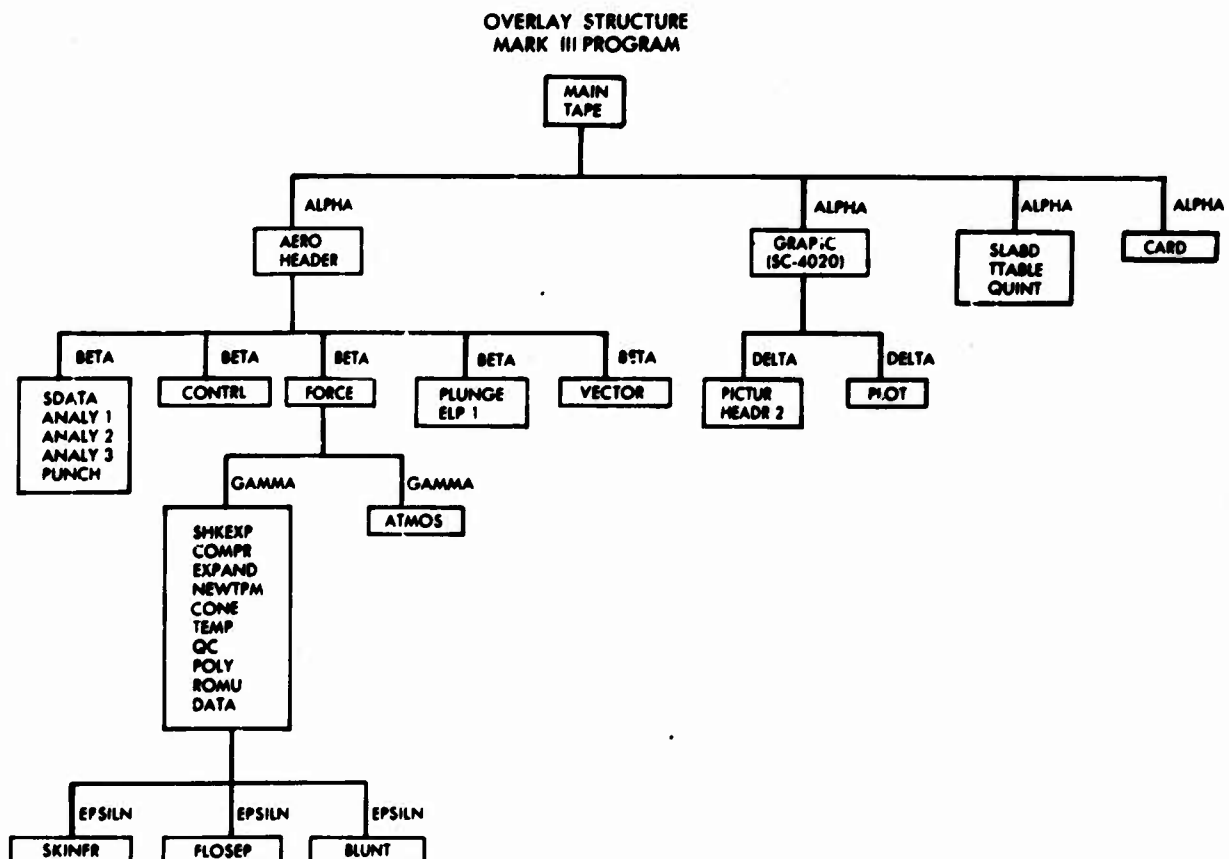 OVERLAY STRUCTURE
MARK III PROGRAM
MAIN
TAPE
ALPHA
ALPHA
ALPHA
ALPHA
AERO
HEADER
GRAPIC
(SC-4020)
SLABD
TTABLE
QUINT
CARD
BETA
BETA
BETA
BETA
BETA
DELTA
DELTA
SDATA
ANALY 1
ANALY 2
ANALY 3
PUNCH
CONTRL
FORCE
PLUNGE
ELP 1
VECTOR
PICTUR
HEADR 2
PLOT
GAMMA
GAMMA
SHKEXP
COMPR
EXPAND
NEWTPM
CONE
TEMP
QC
POLY
ROMU
DATA
ATMOS
EPSILN
EPSILN
EPSILN
SKINFR
FLOSEP
BLUNT